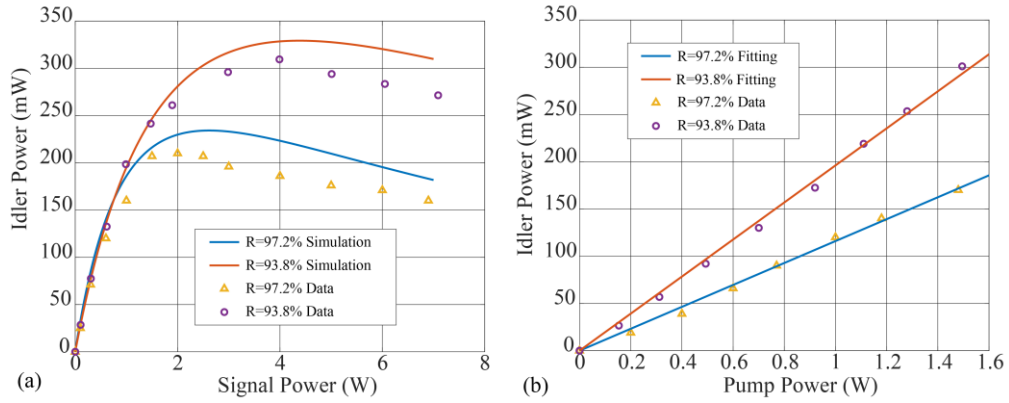 350
300
250
200
150
100
50
0
Idler Power (mW)
R=97.2% Simulation
R=93.8% Simulation
R=97.2% Data
R=93.8% Data
0 2 4 6 8
(a)
Signal Power (W)
350
300
250
200
150
100
50
0
Idler Power (mW)
R=97.2% Fitting
R=93.8% Fitting
R=97.2% Data
R=93.8% Data
0 0.2 0.4 0.6 0.8 1 1.2 1.4 1.6
(b)
Pump Power (W)